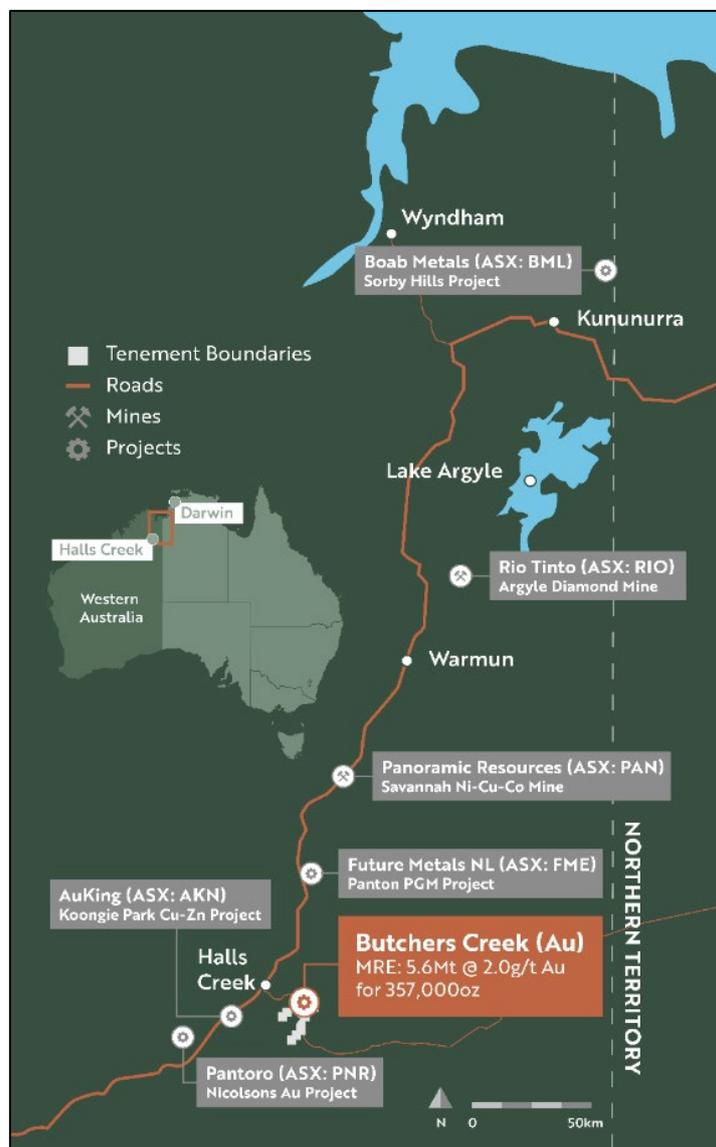 Wyndham
Boab Metals (ASX: BML)
Sorby Hills Project
Kununurra
Tenement Boundaries
Roads
Mines
Projects
Lake Argyle
Darwin
Halls Creek
Western
Australia
Rio Tinto (ASX: RIO)
Argyle Diamond Mine
Warmun
Panoramic Resources (ASX: PAN)
Savannah Ni-Cu-Co Mine
Future Metals NL (ASX: FME)
Panton PGM Project
AuKing (ASX: AKN)
Koongie Park Cu-Zn Project
Butchers Creek (Au)
MRE: 5.6Mt @ 2.0g/t Au
for 357,000oz
Halls
Creek
NORTHERN TERRITORY
Pantoro (ASX: PNR)
Nicolsons Au Project
N 0 50km